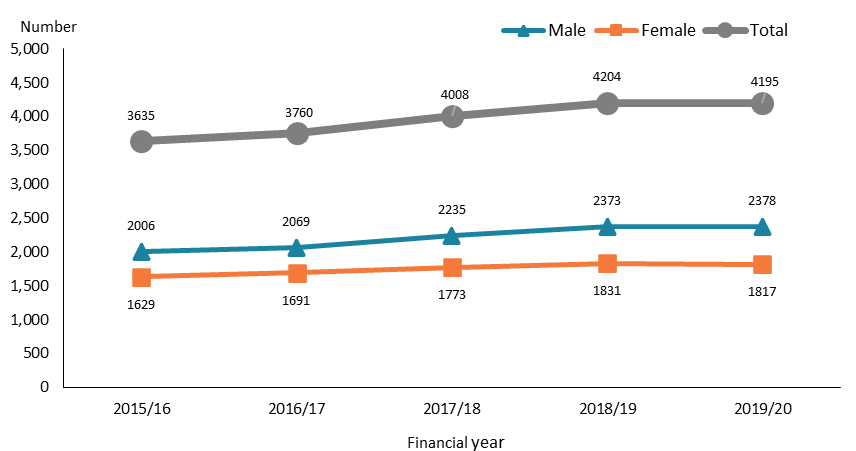 Number
Male Female Total
5,000
4,500
4,000
3,500
3,000
2,500
2,000
1,500
1,000
500
0
3635 3760 4008 4204 4195
2006 2069 2235 2373 2378
1629 1691 1773 1831 1817
2015/16 2016/17 2017/18 2018/19 2019/20
Financial year